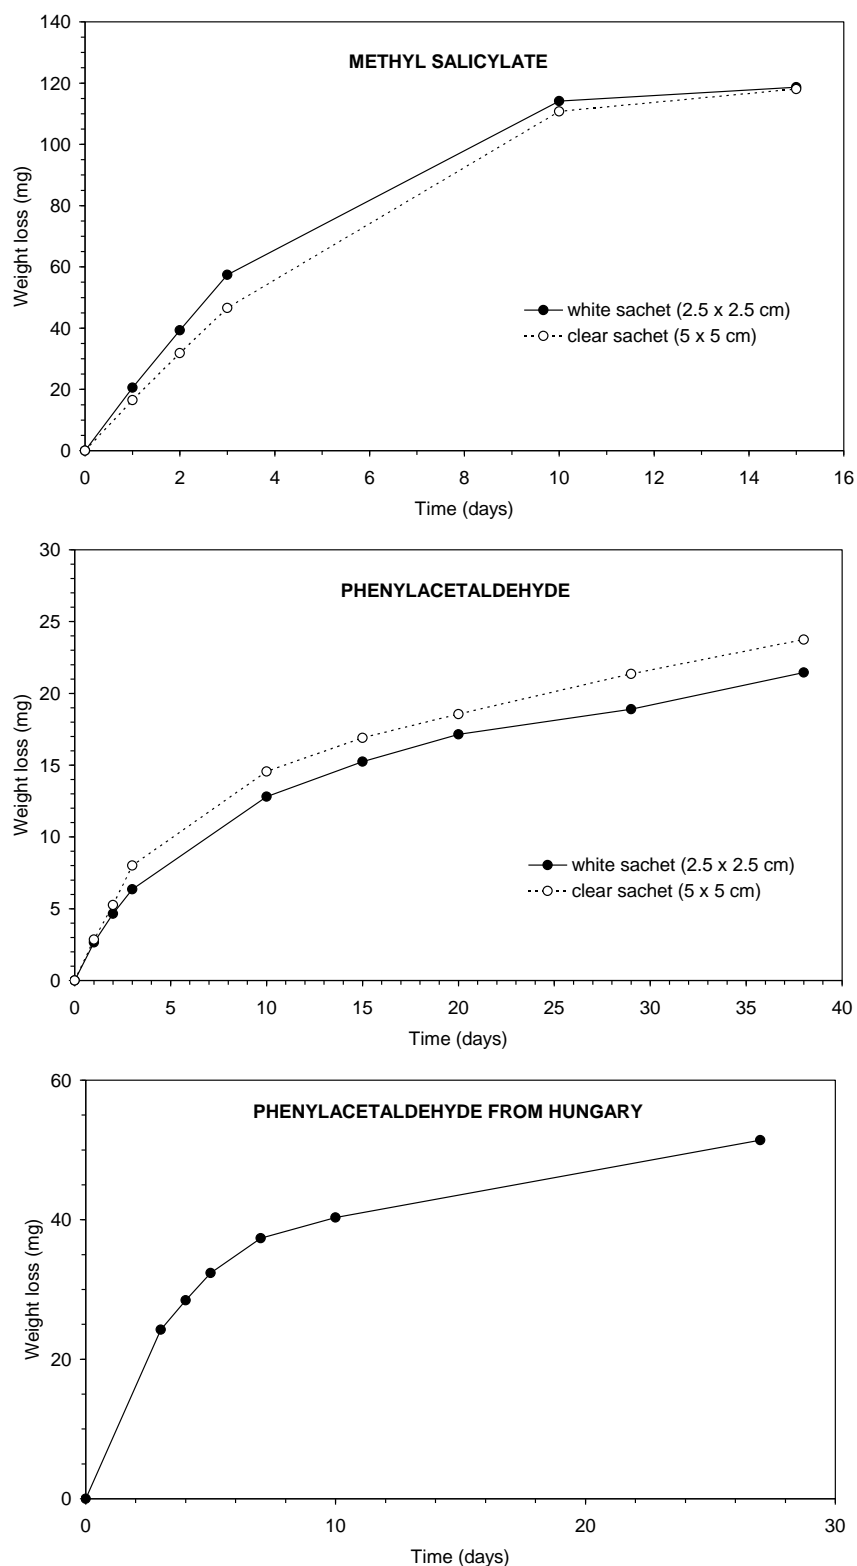 METHYL SALICYLATE
140
120
100
80
60
40
20
0
Weight loss (mg)
white sachet (2.5 x 2.5 cm)
clear sachet (5 x 5 cm)
0 2 4 6 8 10 12 14 16
Time (days)
PHENYLACETALDEHYDE
30
25
20
15
10
5
0
Weight loss (mg)
white sachet (2.5 x 2.5 cm)
clear sachet (5 x 5 cm)
0 5 10 15 20 25 30 35 40
Time (days)
PHENYLACETALDEHYDE FROM HUNGARY
60
40
20
0
Weight loss (mg)
0 10 20 30
Time (days)